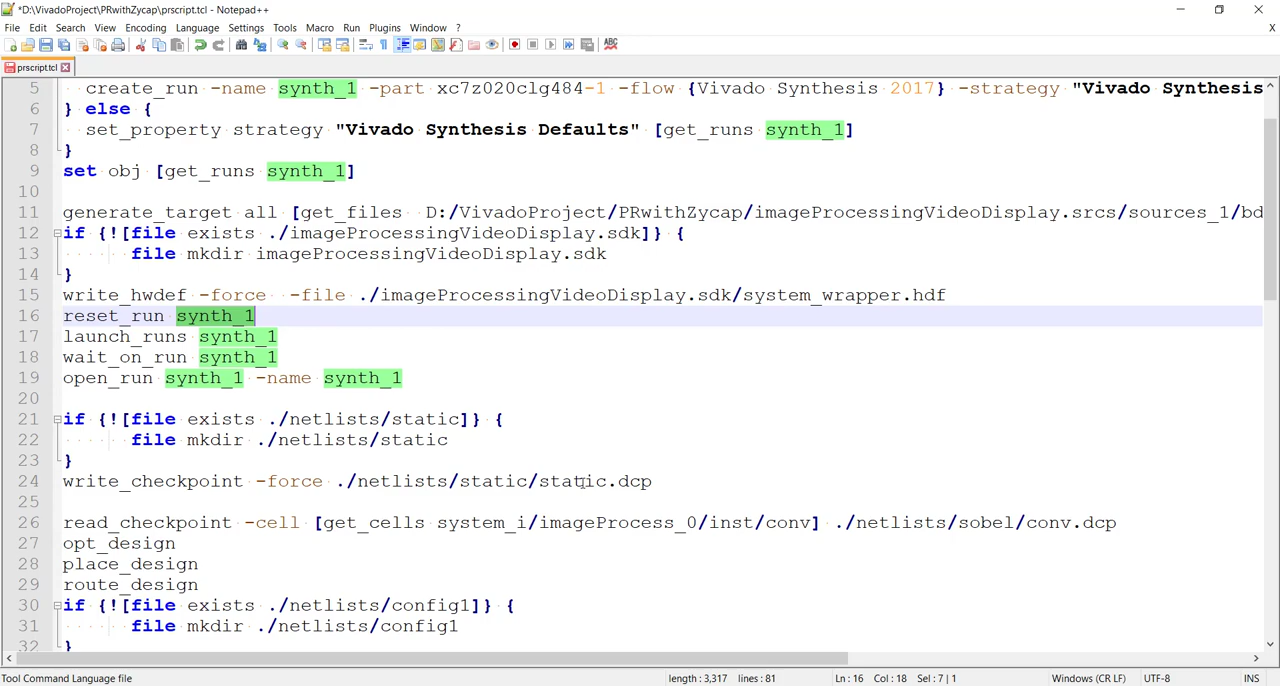 *D:\VivadoProject\PRwithZycap\prscript.tcl - Notepad++
File Edit Search View Encoding Language Settings Tools Macro Run Plugins Window ? X
prscript.tcl
5 create_run -name synth_1 -part xc7z020clg484-1 -flow {Vivado Synthesis 2017} -strategy "Vivado Synthesis
6 } else {
7 set_property strategy "Vivado Synthesis Defaults" [get_runs synth_1]
8 }
9 set obj [get_runs synth_1]
10
11 generate_target all [get_files D:/VivadoProject/PRwithZycap/imageProcessingVideoDisplay.srcs/sources_1/bd
12 if {![file exists ./imageProcessingVideoDisplay.sdk]} {
13 file mkdir imageProcessingVideoDisplay.sdk
14 }
15 write_hwdef -force -file ./imageProcessingVideoDisplay.sdk/system_wrapper.hdf
16 reset_run synth_1
17 launch_runs synth_1
18 wait_on_run synth_1
19 open_run synth_1 -name synth_1
20
21 if {![file exists ./netlists/static]} {
22 file mkdir ./netlists/static
23 }
24 write_checkpoint -force ./netlists/static/static.dcp
25
26 read_checkpoint -cell [get_cells system_i/imageProcess_0/inst/conv] ./netlists/sobel/conv.dcp
27 opt_design
28 place_design
29 route_design
30 if {![file exists ./netlists/config1]} {
31 file mkdir ./netlists/config1
32 }
Tool Command Language file length : 3,317 lines : 81 Ln : 16 Col : 18 Sel : 7 | 1 Windows (CR LF) UTF-8 INS